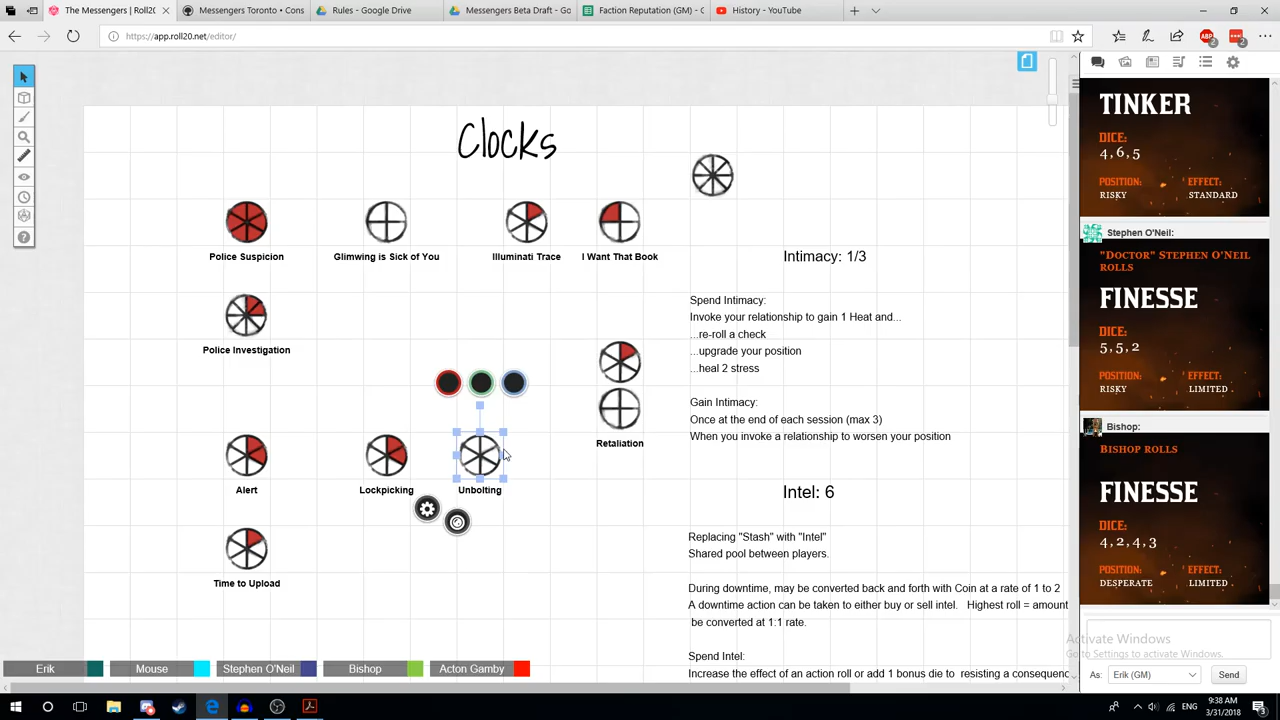 The Messengers | Roll20
Messengers Toronto • Cons
Rules - Google Drive
Messengers Beta Draft - Go
Faction Reputation (GM) - G
History - YouTube
https://app.roll20.net/editor/
Clocks
Police Suspicion
Glimwing is Sick of You
Illuminati Trace
I Want That Book
Police Investigation
Retaliation
Alert
Lockpicking
Unbolting
Time to Upload
Intimacy: 1/3
Spend Intimacy:
Invoke your relationship to gain 1 Heat and...
...re-roll a check
...upgrade your position
...heal 2 stress
Gain Intimacy:
Once at the end of each session (max 3)
When you invoke a relationship to worsen your position
Intel: 6
Replacing "Stash" with "Intel"
Shared pool between players.
During downtime, may be converted back and forth with Coin at a rate of 1 to 2
A downtime action can be taken to either buy or sell intel. Highest roll = amount
be converted at 1:1 rate.
Spend Intel:
Increase the effect of an action roll or add 1 bonus die to resisting a consequenc
Erik
Mouse
Stephen O'Neil
Bishop
Acton Gamby
TINKER
DICE:
4, 6, 5
POSITION: EFFECT:
RISKY STANDARD
Stephen O'Neil:
"DOCTOR" STEPHEN O'NEIL
ROLLS
FINESSE
DICE:
5, 5, 2
POSITION: EFFECT:
RISKY LIMITED
Bishop:
BISHOP ROLLS
FINESSE
DICE:
4, 2, 4, 3
POSITION: EFFECT:
DESPERATE LIMITED
Activate Windows
Go to Settings to activate Windows.
As: Erik (GM) Send
ENG
9:38 AM
3/31/2018